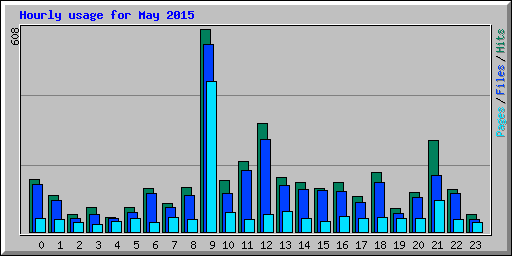 Hourly usage for May 2015
608
Pages / Files / Hits
0 1 2 3 4 5 6 7 8 9 10 11 12 13 14 15 16 17 18 19 20 21 22 23